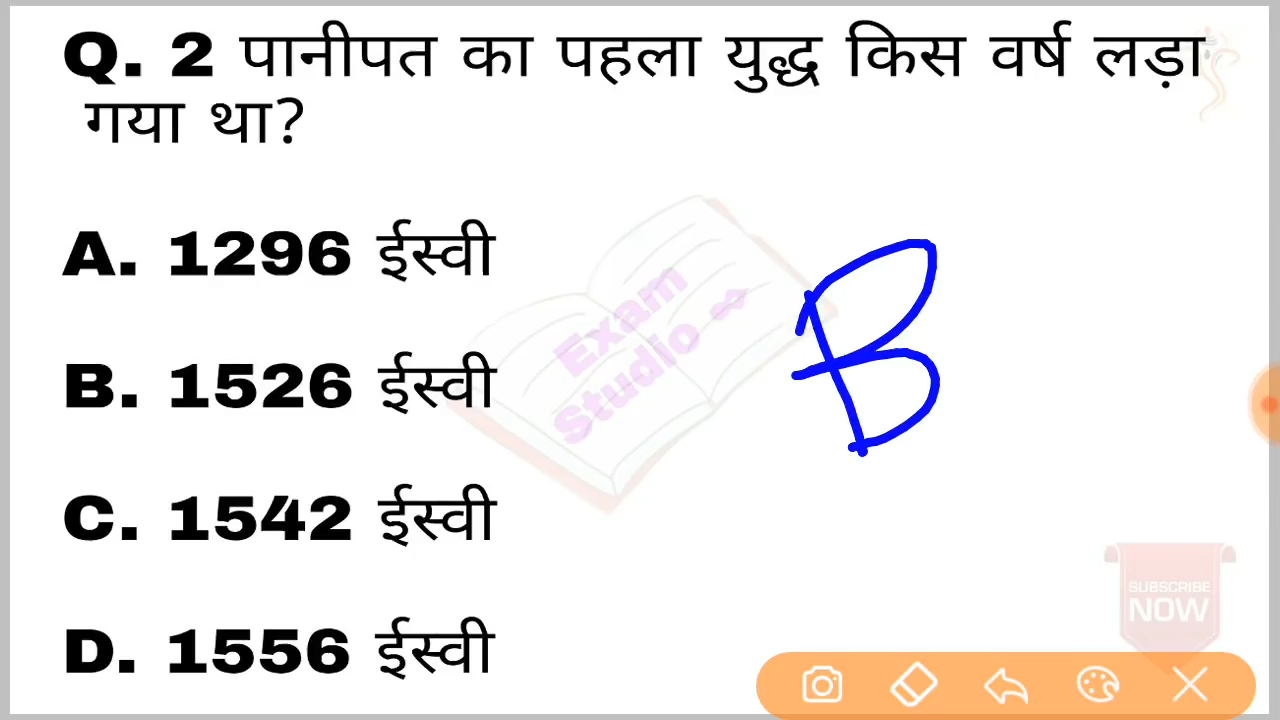 Q. 2 पानीपत का पहला युद्ध किस वर्ष लड़ा
गया था?
A. 1296 ईस्वी
B. 1526 ईस्वी
C. 1542 ईस्वी
D. 1556 ईस्वी
B
Exam
Studio
SUBSCRIBE
NOW